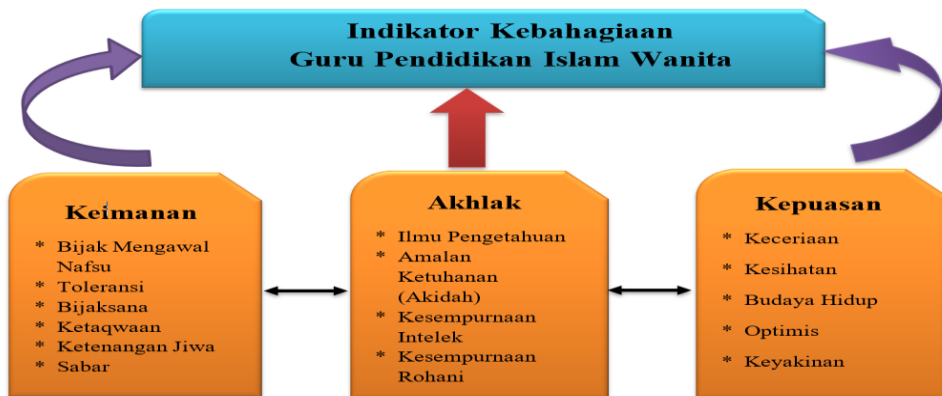 Indikator Kebahagiaan
Guru Pendidikan Islam Wanita
Keimanan
* Bijak Mengawal
Nafsu
* Toleransi
* Bijaksana
* Ketaqwaan
* Ketenangan Jiwa
* Sabar
Akhlak
* Ilmu Pengetahuan
* Amalan
Ketuhanan
(Akidah)
* Kesempurnaan
Intelek
* Kesempurnaan
Rohani
Kepuasan
* Keceriaan
* Kesihatan
* Budaya Hidup
* Optimis
* Keyakinan